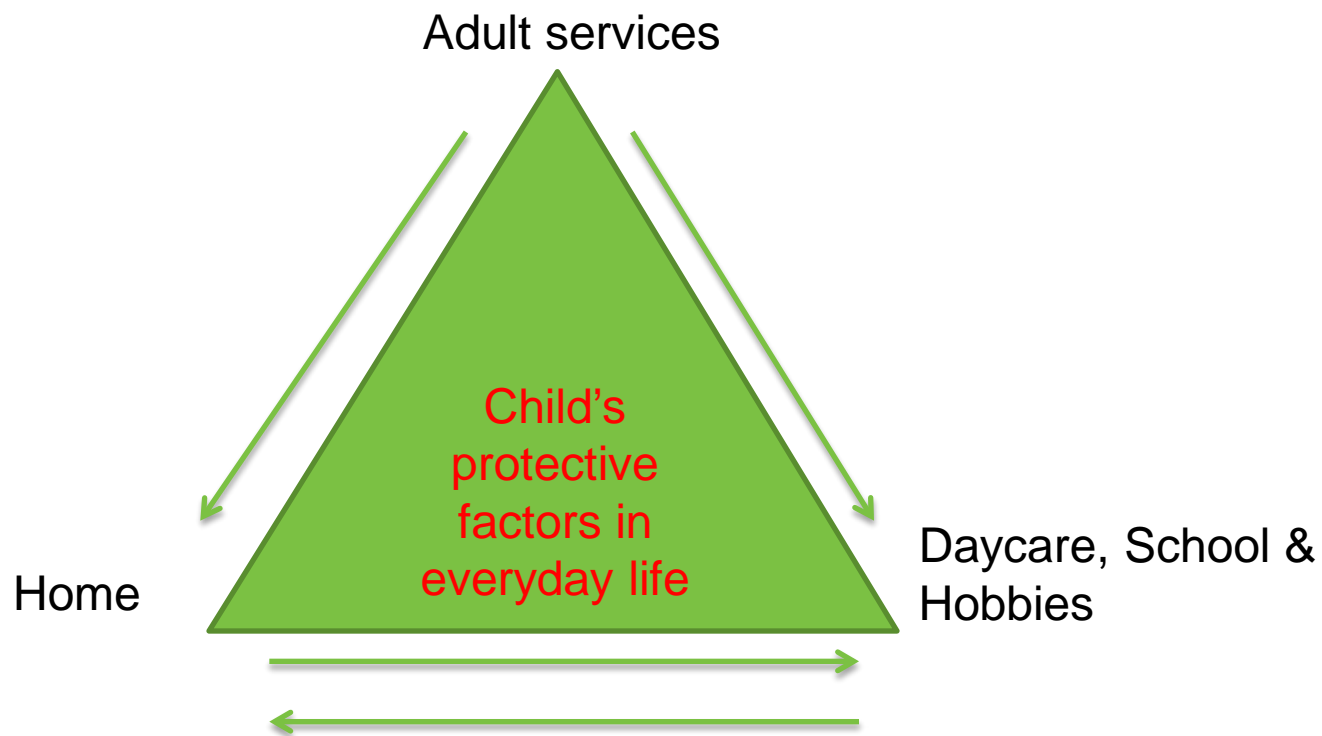 Adult services
Child’s
protective
factors in
everyday life
Home
Daycare, School &
Hobbies